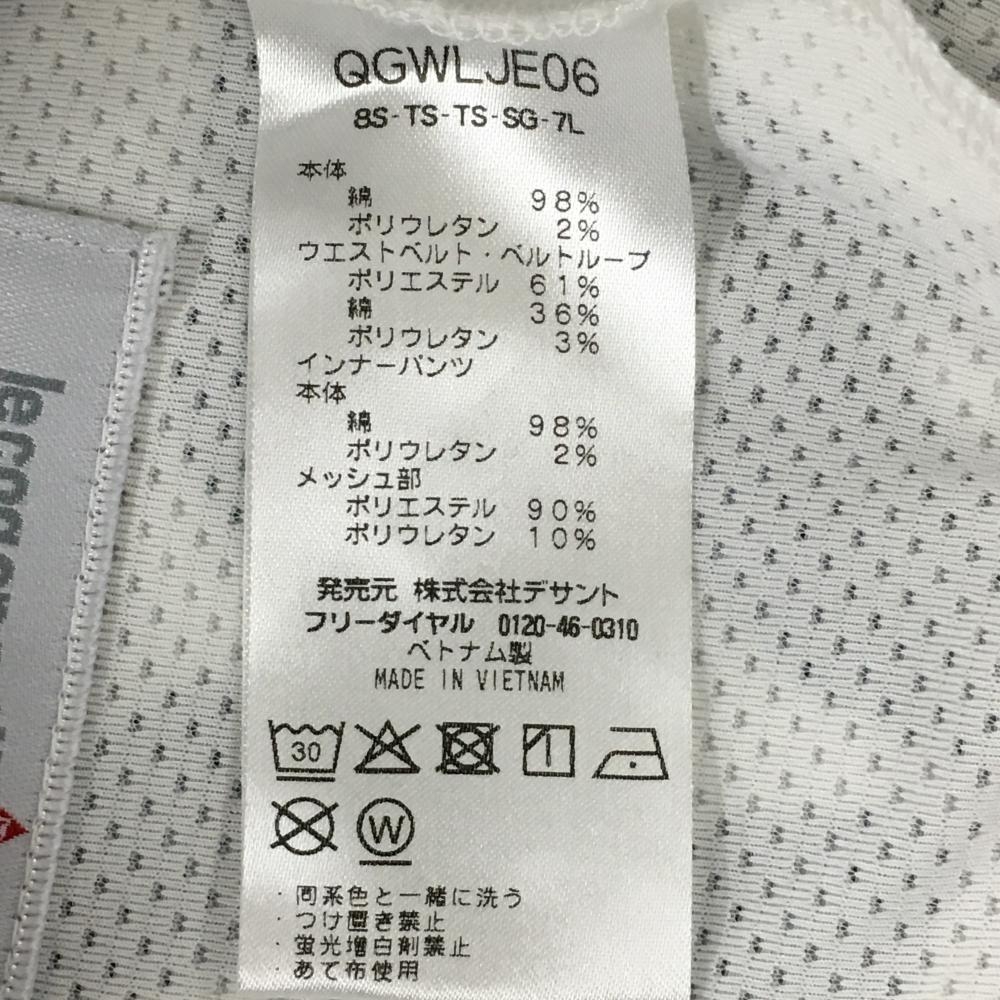 QGWLJE06
8S-TS-TS-SG-7L
本体
綿 98%
ポリウレタン 2%
ウエストベルト・ベルトループ
ポリエステル 61%
綿 36%
ポリウレタン 3%
インナーパンツ
本体
綿 98%
ポリウレタン 2%
メッシュ部
ポリエステル 90%
ポリウレタン 10%
発売元 株式会社デサント
フリーダイヤル 0120-46-0310
ベトナム製
MADE IN VIETNAM
30
W
・同系色と一緒に洗う
・つけ置き禁止
・蛍光増白剤禁止
・あて布使用